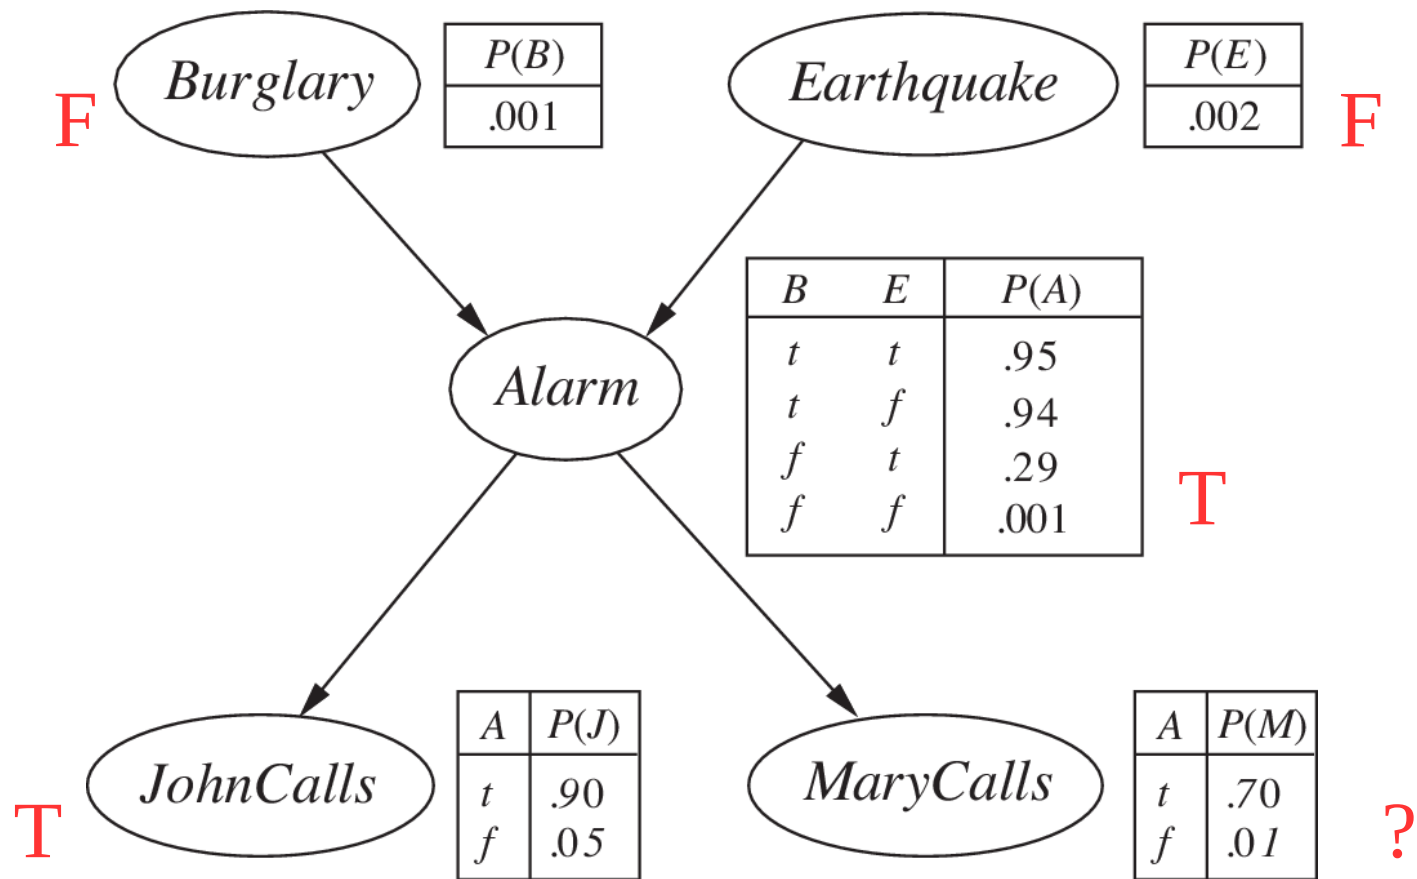 Burglary
P(B)
.001
F
Earthquake
P(E)
.002
F
B E P(A)
t t .95
t f .94
f t .29
f f .001
T
Alarm
JohnCalls
A P(J)
t .90
f .05
T
MaryCalls
A P(M)
t .70
f .01
?